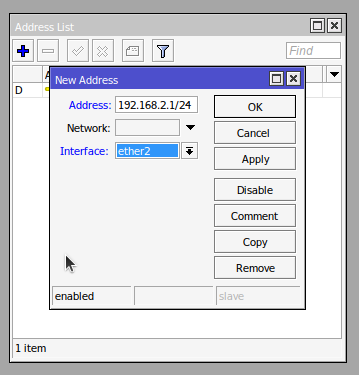 Address List
Find
A
D
New Address
Address: 192.168.2.1/24
OK
Network:
Cancel
Interface: ether2
Apply
Disable
Comment
Copy
Remove
enabled
slave
1 item